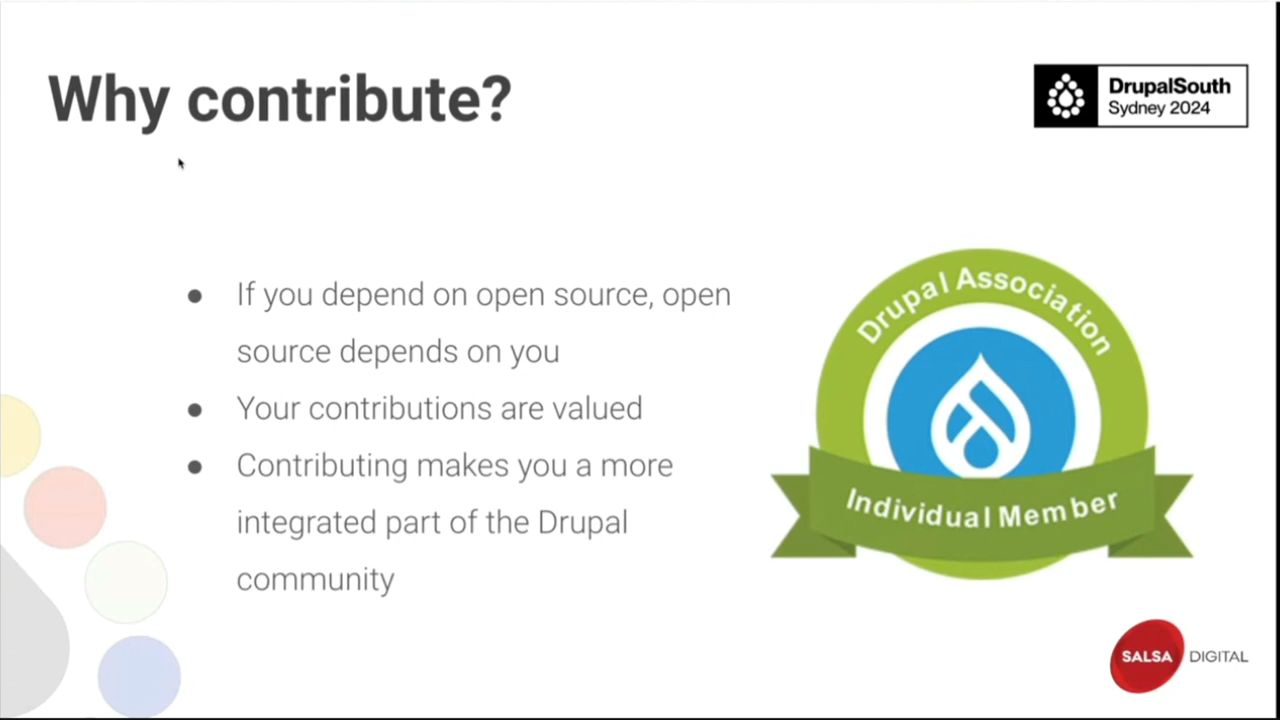 Why contribute?
DrupalSouth
Sydney 2024
● If you depend on open source, open
source depends on you
● Your contributions are valued
● Contributing makes you a more
integrated part of the Drupal
community
Drupal Association
Individual Member
SALSA DIGITAL